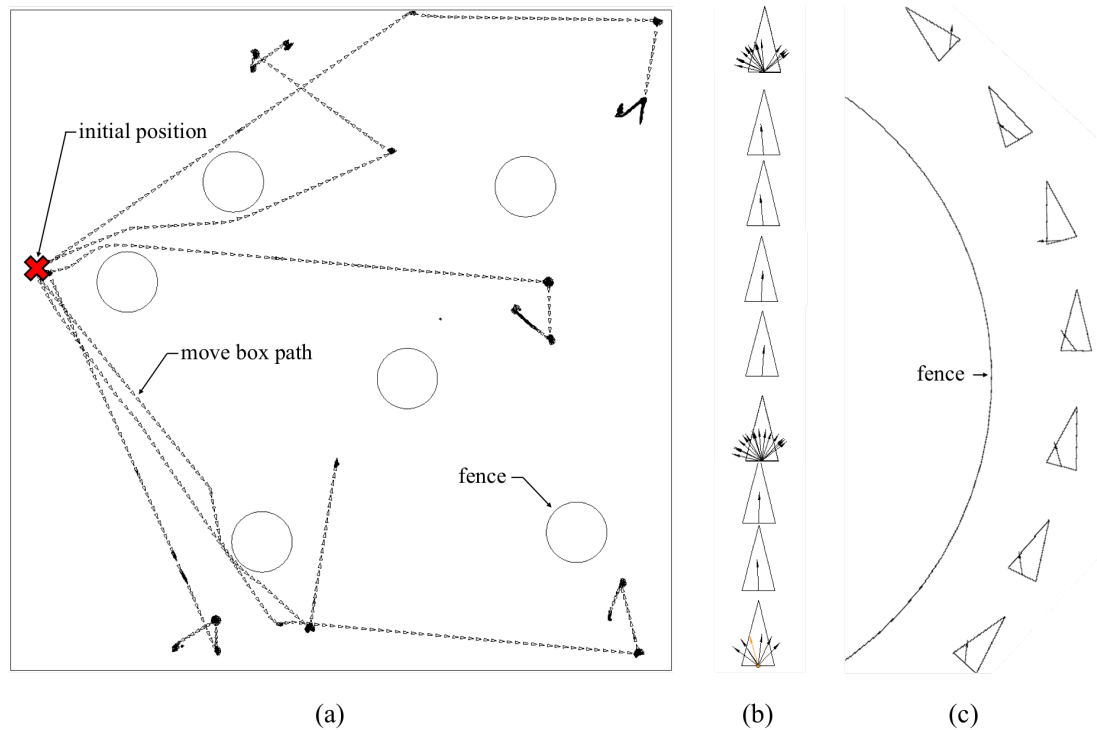 initial position
move box path
fence
fence
(a)
(b)
(c)